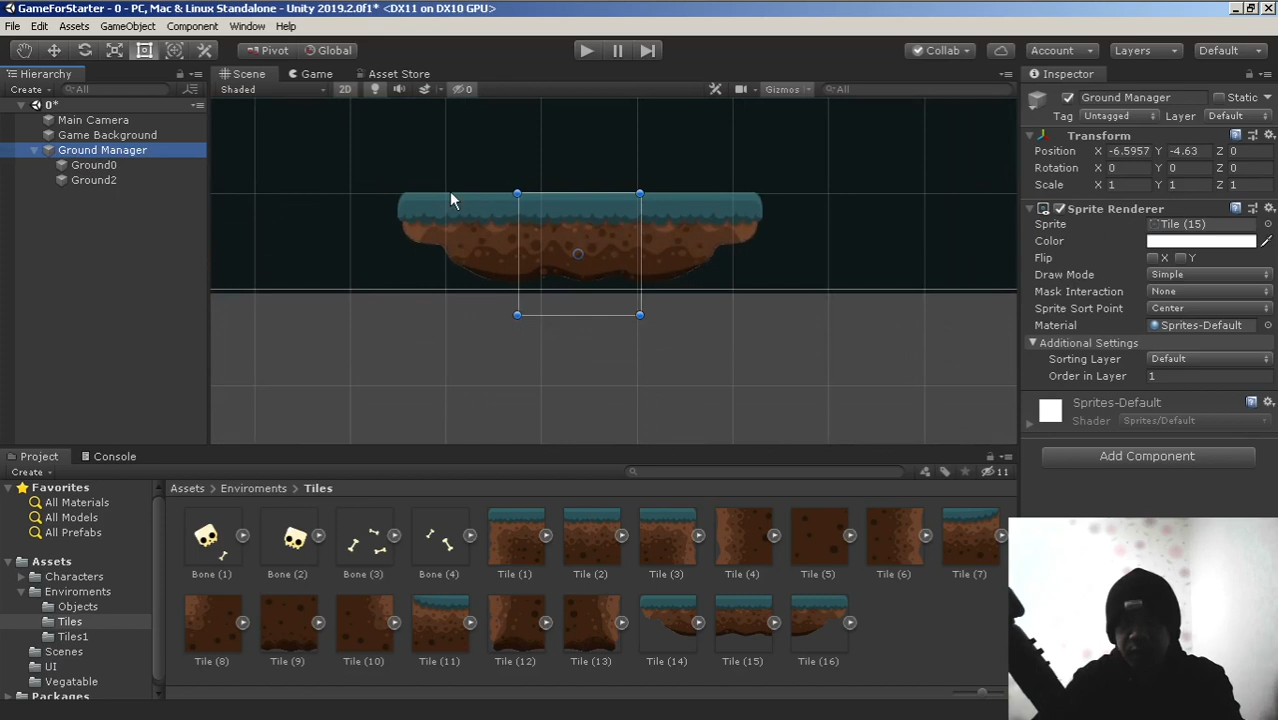 GameForStarter - 0 - PC, Mac & Linux Standalone - Unity 2019.2.0f1* <DX11 on DX10 GPU>
File Edit Assets GameObject Component Window Help
Pivot Global Collab Account Layers Default
Hierarchy Scene Game Asset Store Inspector
Create All Shaded 2D 0 Gizmos All
0*
Main Camera
Game Background
Ground Manager
Ground0
Ground2
Ground Manager Static
Tag Untagged Layer Default
Transform
Position X -6.5957 Y -4.63 Z 0
Rotation X 0 Y 0 Z 0
Scale X 1 Y 1 Z 1
Sprite Renderer
Sprite Tile (15)
Color
Flip X Y
Draw Mode Simple
Mask Interaction None
Sprite Sort Point Center
Material Sprites-Default
Additional Settings
Sorting Layer Default
Order in Layer 1
Sprites-Default
Shader Sprites/Default
Add Component
Project Console
Create 11
Favorites
All Materials
All Models
All Prefabs
Assets
Characters
Enviroments
Objects
Tiles
Tiles1
Scenes
UI
Vegatable
Packages
Assets Enviroments Tiles
Bone (1) Bone (2) Bone (3) Bone (4) Tile (1) Tile (2) Tile (3) Tile (4) Tile (5) Tile (6) Tile (7)
Tile (8) Tile (9) Tile (10) Tile (11) Tile (12) Tile (13) Tile (14) Tile (15) Tile (16)